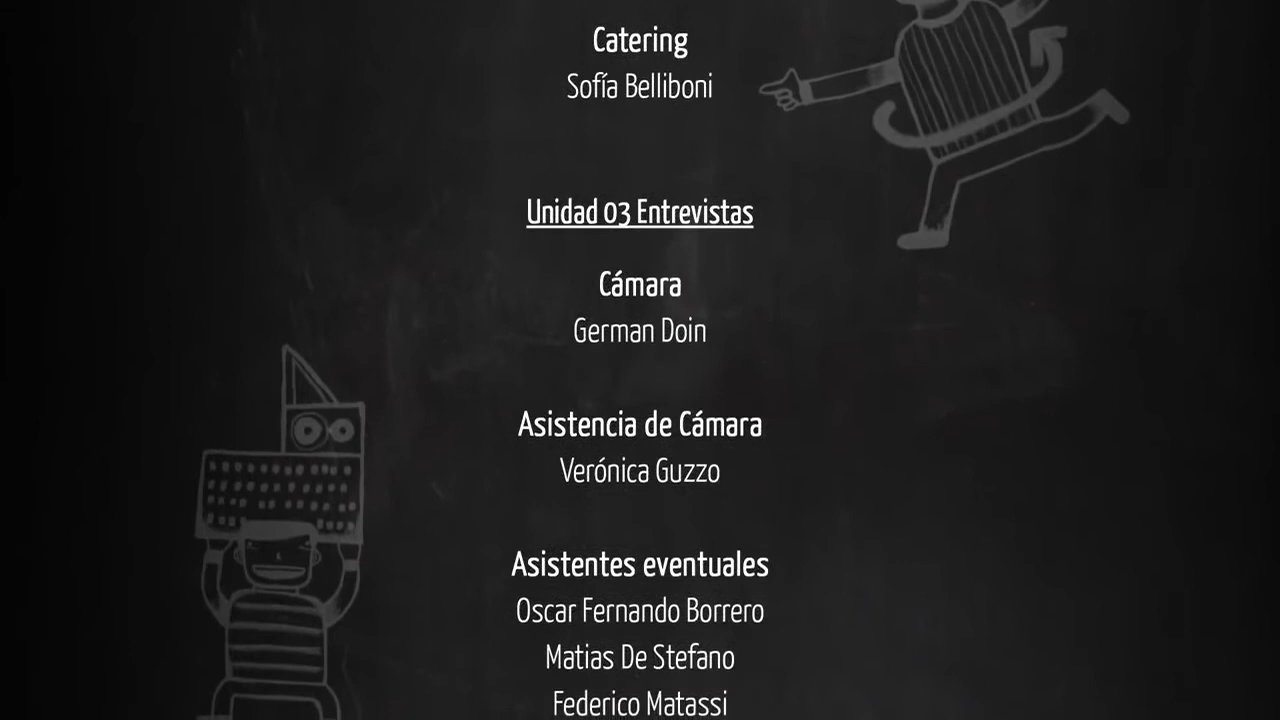 Catering
Sofía Belliboni
Unidad 03 Entrevistas
Cámara
German Doin
Asistencia de Cámara
Verónica Guzzo
Asistentes eventuales
Oscar Fernando Borrero
Matias De Stefano
Federico Matassi